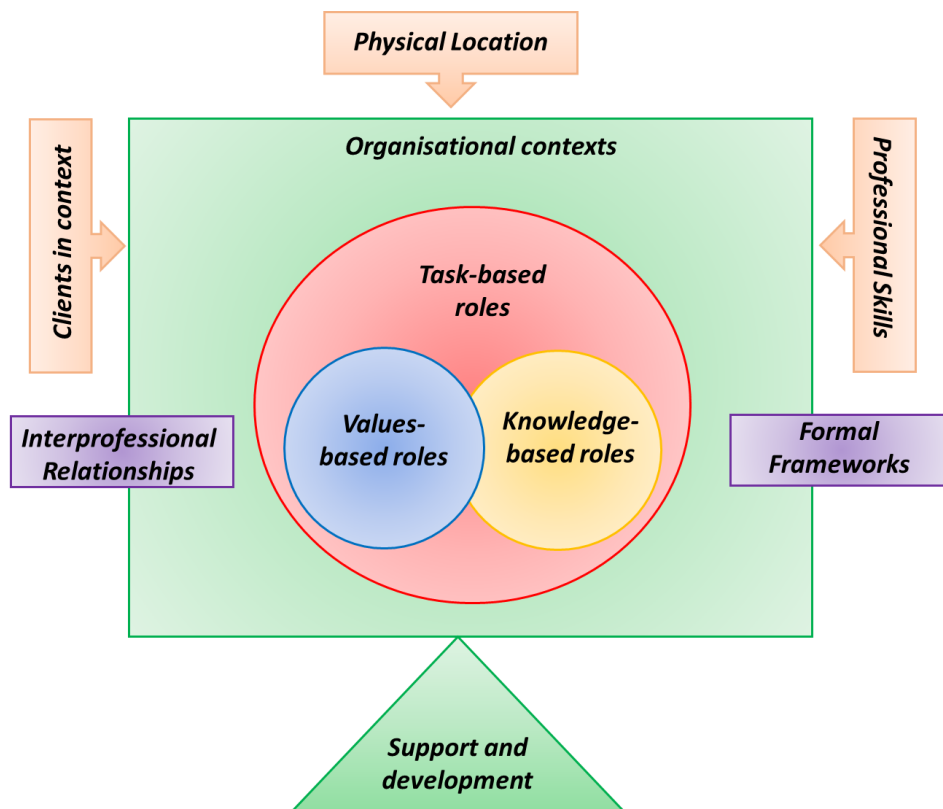 Physical Location
Organisational contexts
Clients in context
Professional Skills
Task-based
roles
Values-
based roles
Knowledge-
based roles
Interprofessional
Relationships
Formal
Frameworks
Support and
development